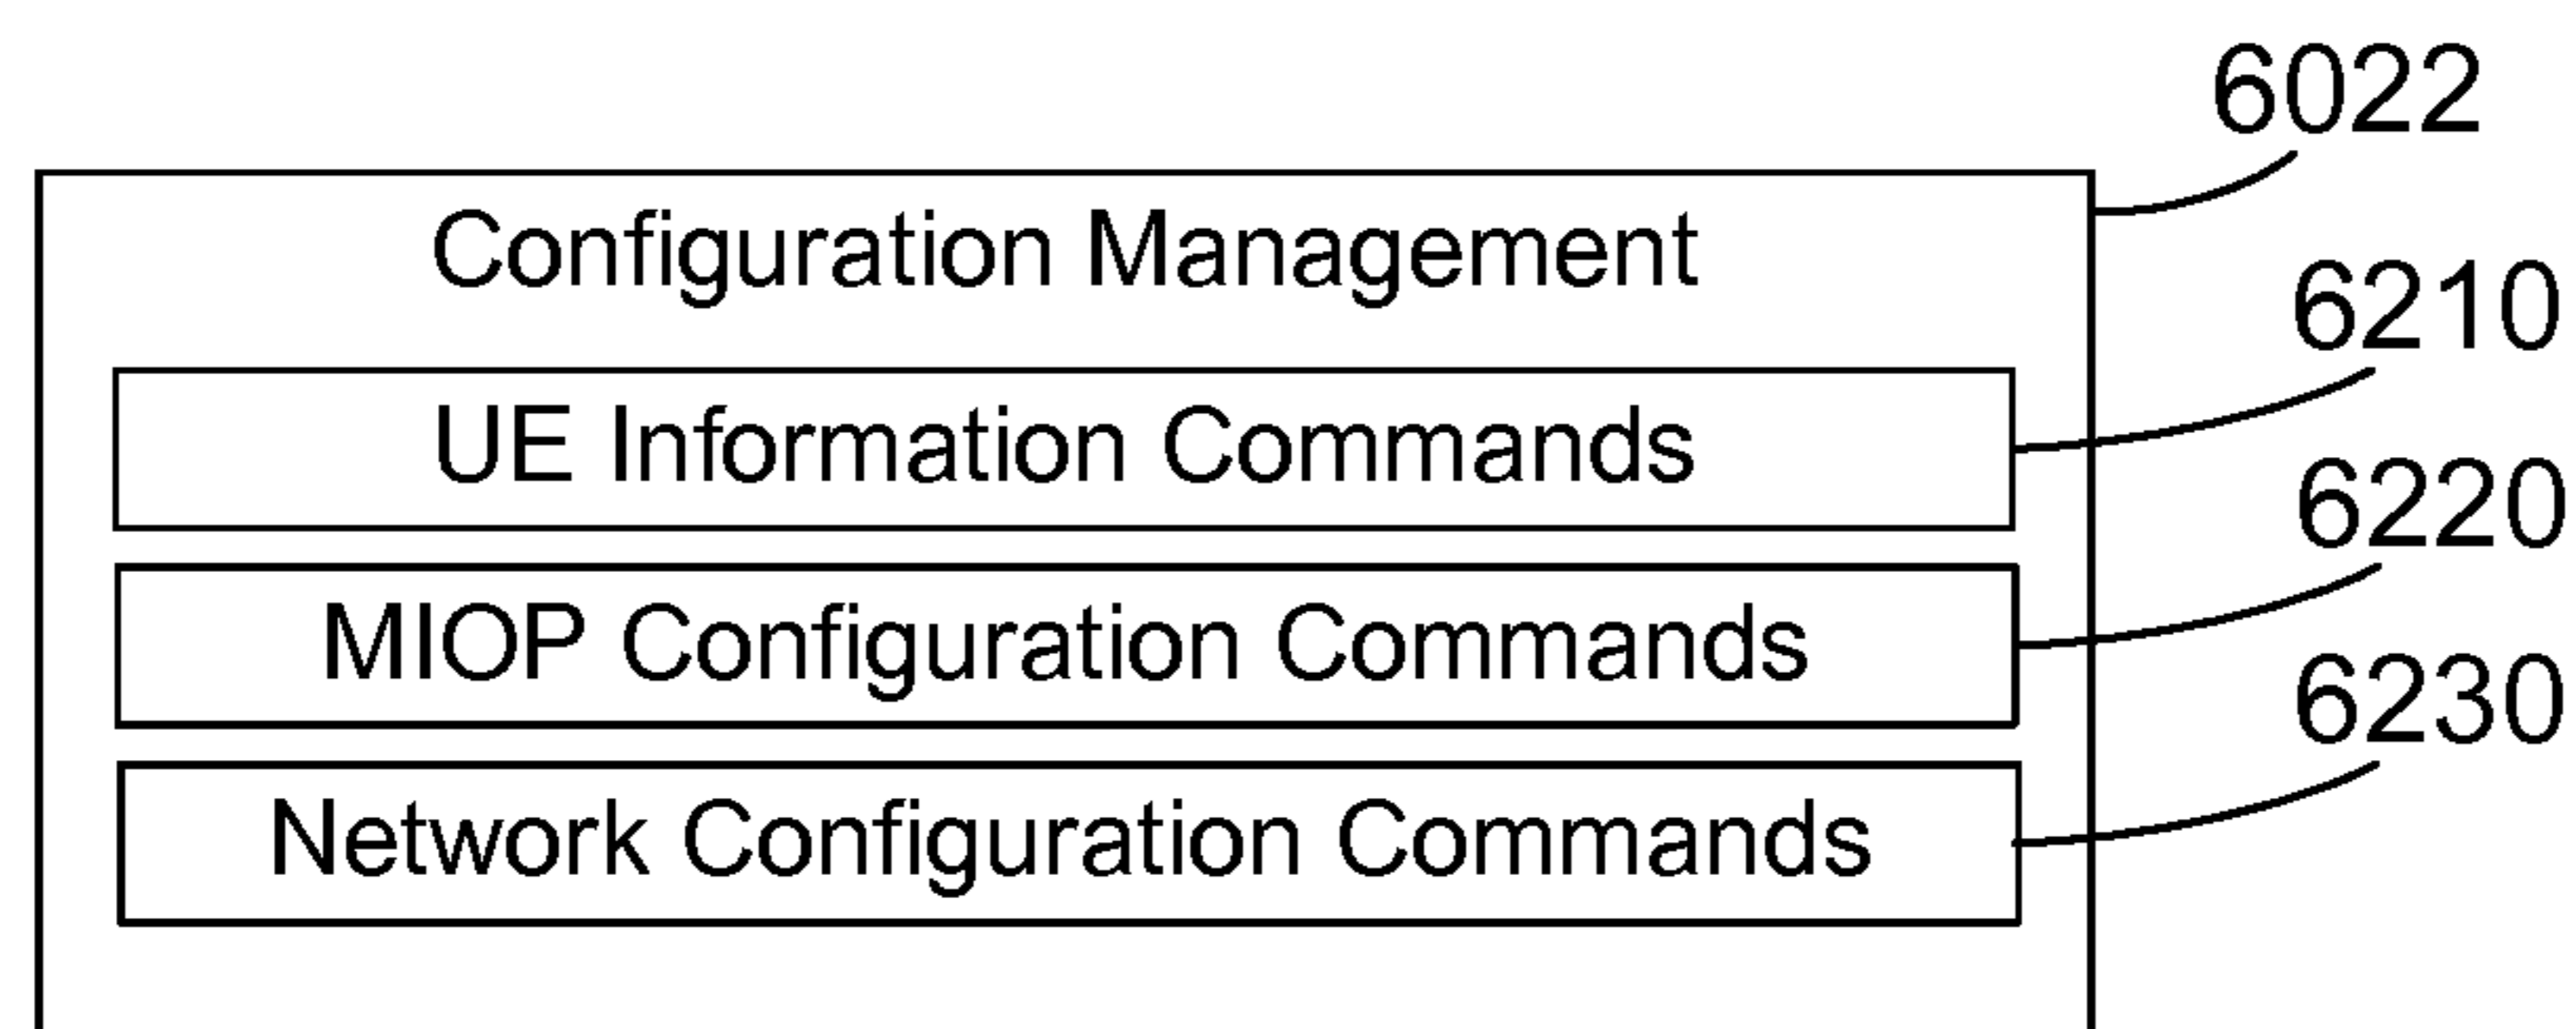 6022
Configuration Management
6210
UE Information Commands
6220
MIOP Configuration Commands
6230
Network Configuration Commands